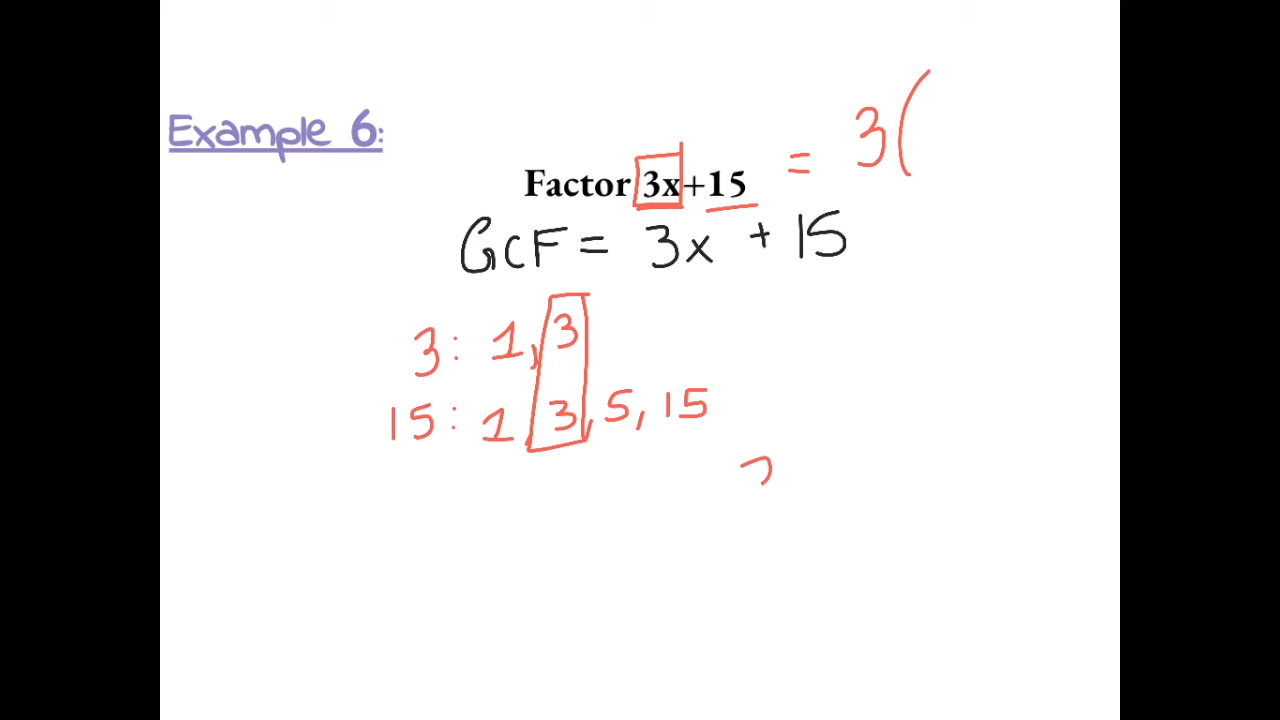 Example 6:
Factor 3x+15 = 3(
GCF = 3x + 15
3: 1, 3
15: 1, 3, 5, 15